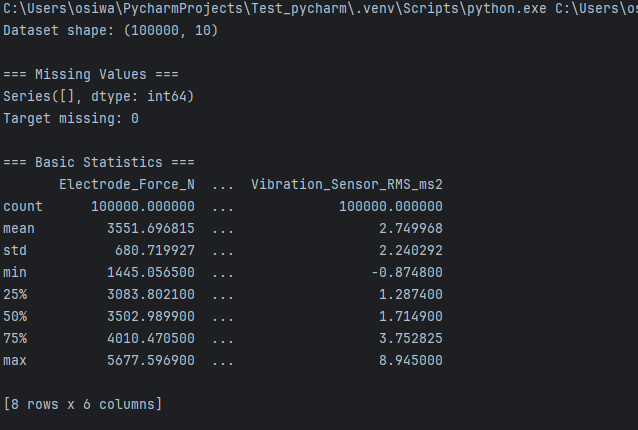 C:\Users\osiwa\PycharmProjects\Test_pycharm\.venv\Scripts\python.exe C:\Users\os
Dataset shape: (100000, 10)
=== Missing Values ===
Series([], dtype: int64)
Target missing: 0
=== Basic Statistics ===
Electrode_Force_N ... Vibration_Sensor_RMS_ms2
count 100000.000000 ... 100000.000000
mean 3551.696815 ... 2.749968
std 680.719927 ... 2.240292
min 1445.056500 ... -0.874800
25% 3083.802100 ... 1.287400
50% 3502.989900 ... 1.714900
75% 4010.470500 ... 3.752825
max 5677.596900 ... 8.945000
[8 rows x 6 columns]